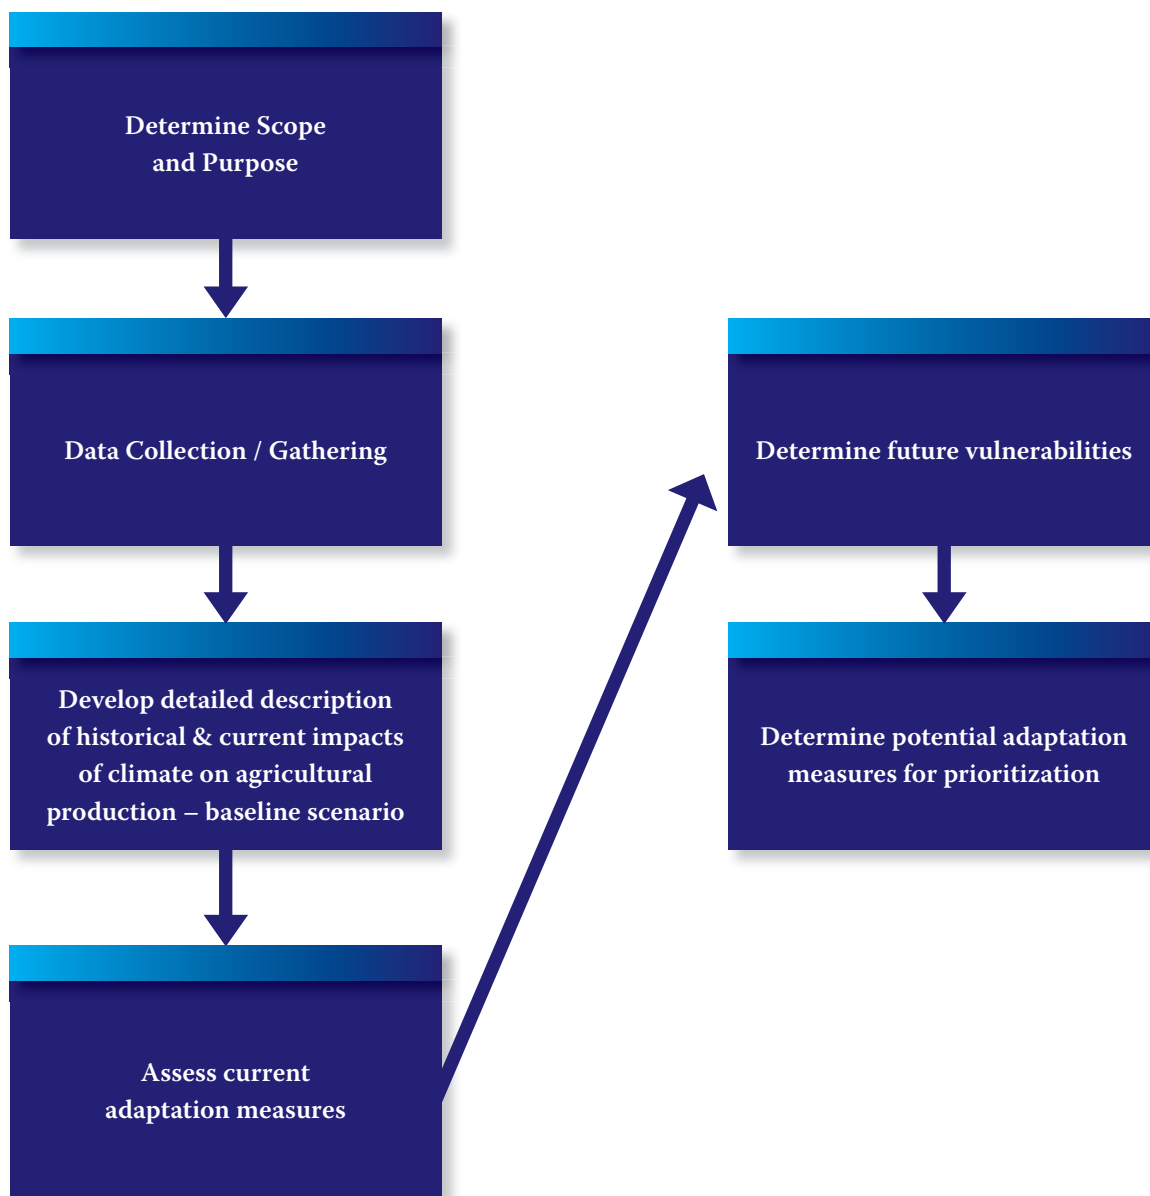 Determine Scope
and Purpose
Data Collection / Gathering
Develop detailed description
of historical & current impacts
of climate on agricultural
production – baseline scenario
Assess current
adaptation measures
Determine future vulnerabilities
Determine potential adaptation
measures for prioritization